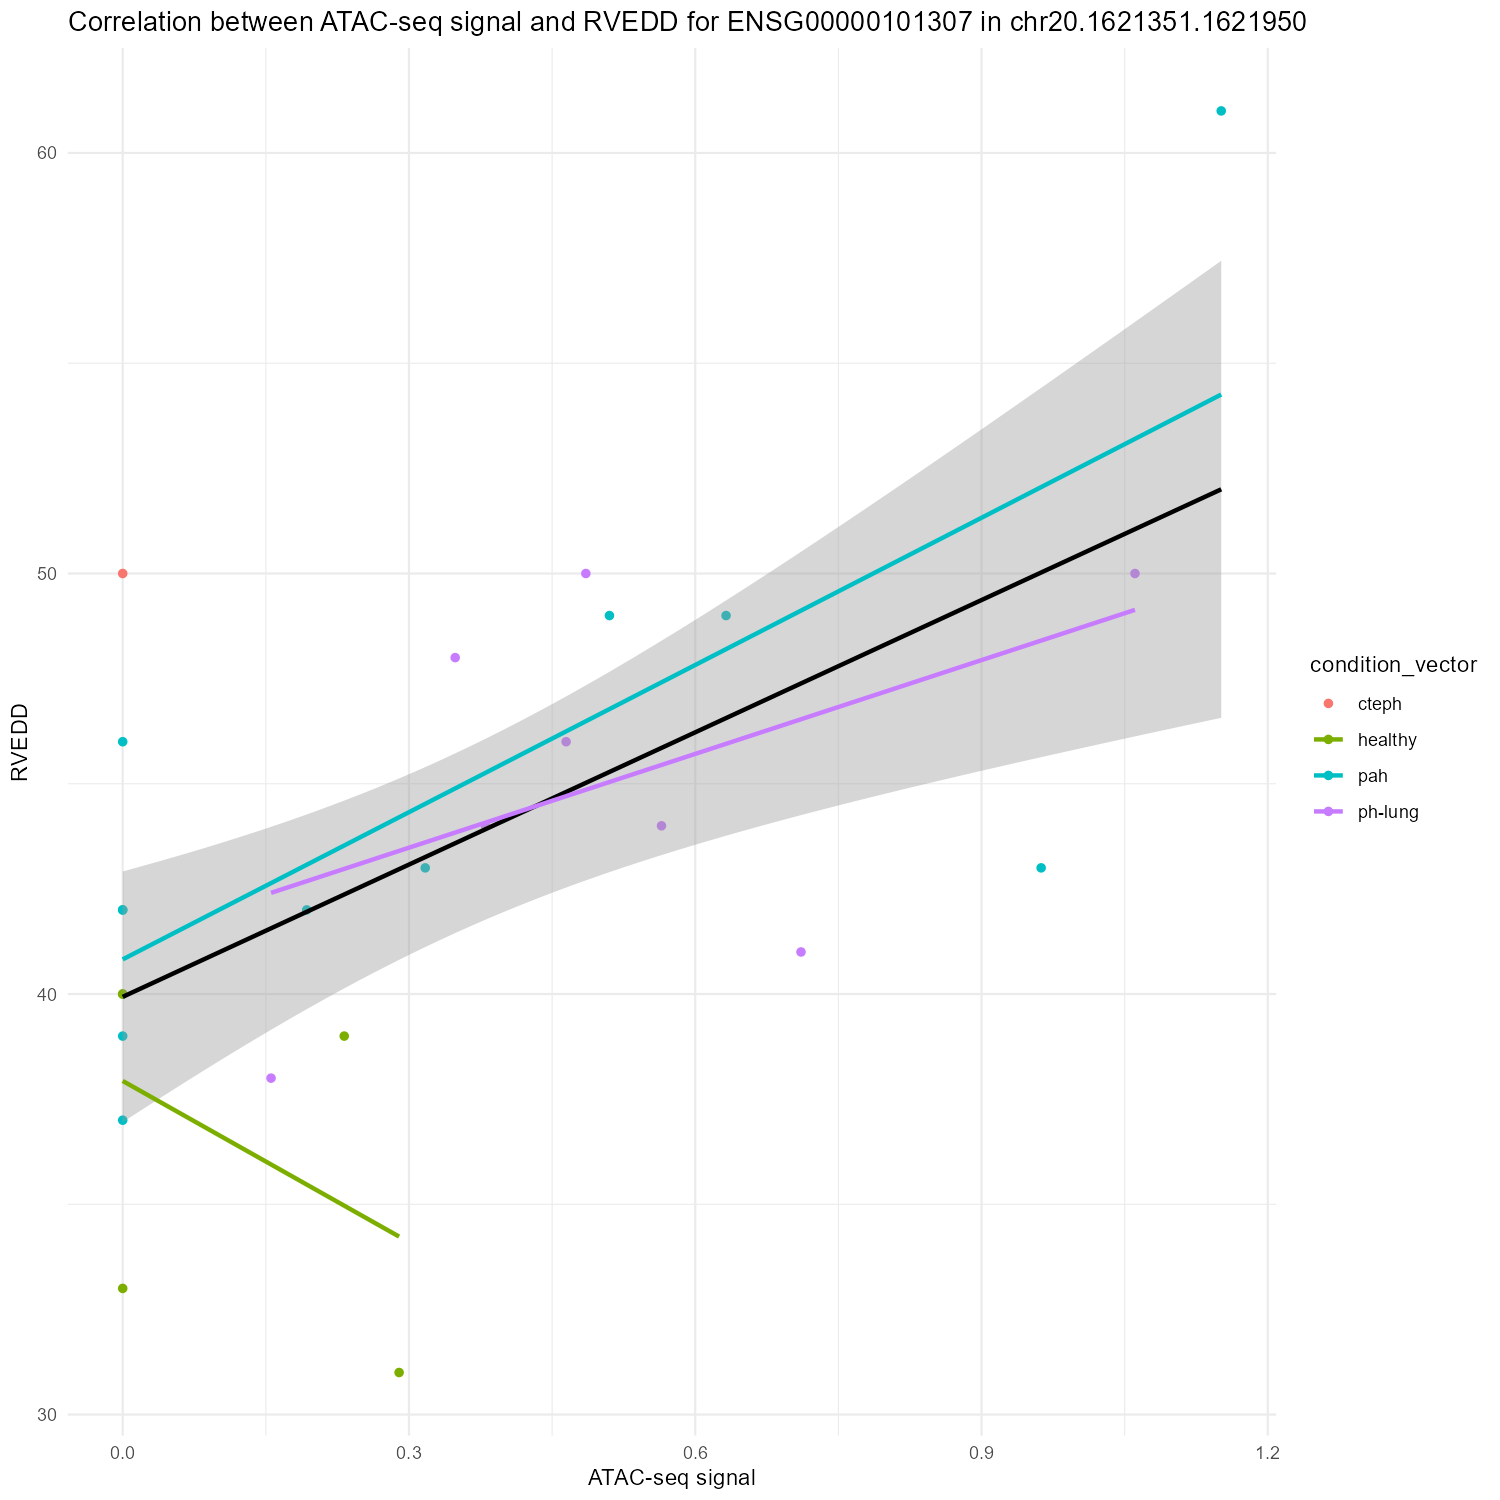 Correlation between ATAC-seq signal and RVEDD for ENSG00000101307 in chr20.1621351.1621950
60
50
40
30
RVEDD
0.0 0.3 0.6 0.9 1.2
ATAC-seq signal
condition_vector
cteph
healthy
pah
ph-lung